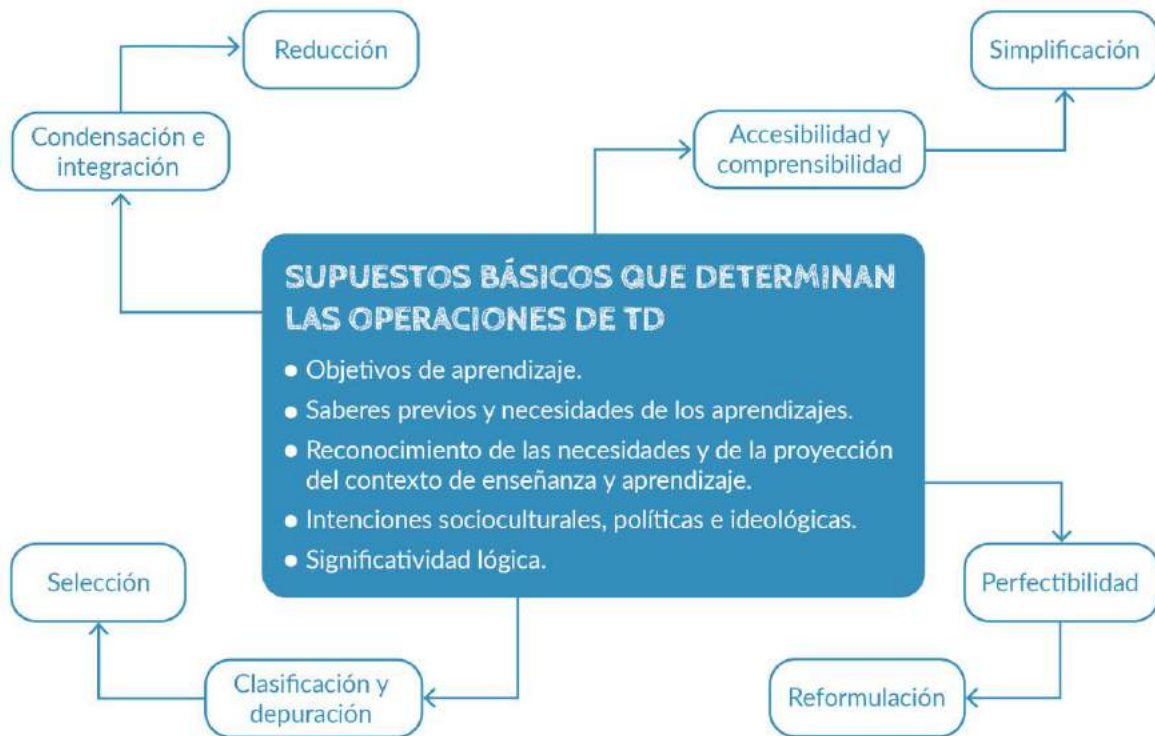 Reducción
Simplificación
Condensación e
integración
Accesibilidad y
comprensibilidad
SUPUESTOS BÁSICOS QUE DETERMINAN
LAS OPERACIONES DE TD
• Objetivos de aprendizaje.
• Saberes previos y necesidades de los aprendizajes.
• Reconocimiento de las necesidades y de la proyección
del contexto de enseñanza y aprendizaje.
• Intenciones socioculturales, políticas e ideológicas.
• Significatividad lógica.
Selección
Perfectibilidad
Clasificación y
depuración
Reformulación